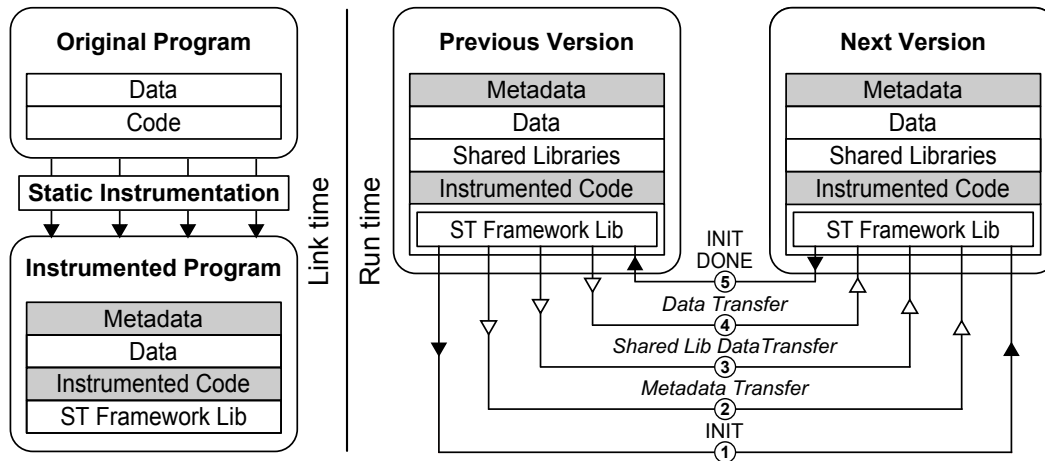 Original Program
Data
Code
Static Instrumentation
Instrumented Program
Metadata
Data
Instrumented Code
ST Framework Lib
Link time
Run time
Previous Version
Metadata
Data
Shared Libraries
Instrumented Code
ST Framework Lib
Next Version
Metadata
Data
Shared Libraries
Instrumented Code
ST Framework Lib
INIT
DONE
5
Data Transfer
4
Shared Lib DataTransfer
3
Metadata Transfer
2
INIT
1